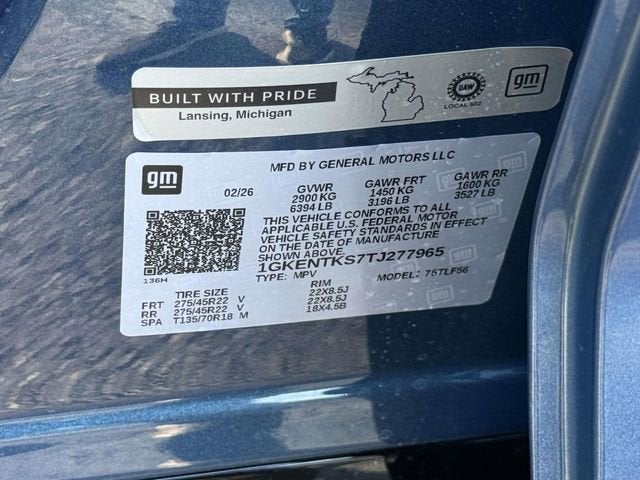 BUILT WITH PRIDE
Lansing, Michigan
UAW
LOCAL 602
gm
gm
MFD BY GENERAL MOTORS LLC
02/26 GVWR GAWR FRT GAWR RR
2900 KG 1450 KG 1600 KG
6394 LB 3196 LB 3527 LB
THIS VEHICLE CONFORMS TO ALL
APPLICABLE U.S. FEDERAL MOTOR
VEHICLE SAFETY STANDARDS IN EFFECT
ON THE DATE OF MANUFACTURE
SHOWN ABOVE.
1GKENTKS7TJ277965
136H TYPE: MPV MODEL: 75TLF56
TIRE SIZE RIM
FRT 275/45R22 V 22X8.5J
RR 275/45R22 V 22X8.5J
SPA T135/70R18 M 18X4.5B